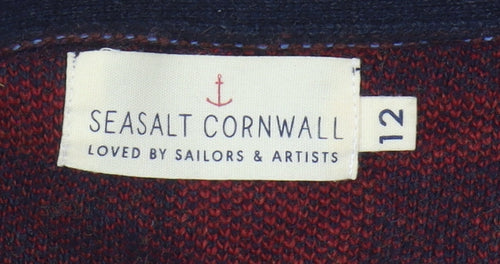 SEASALT CORNWALL
LOVED BY SAILORS & ARTISTS
12